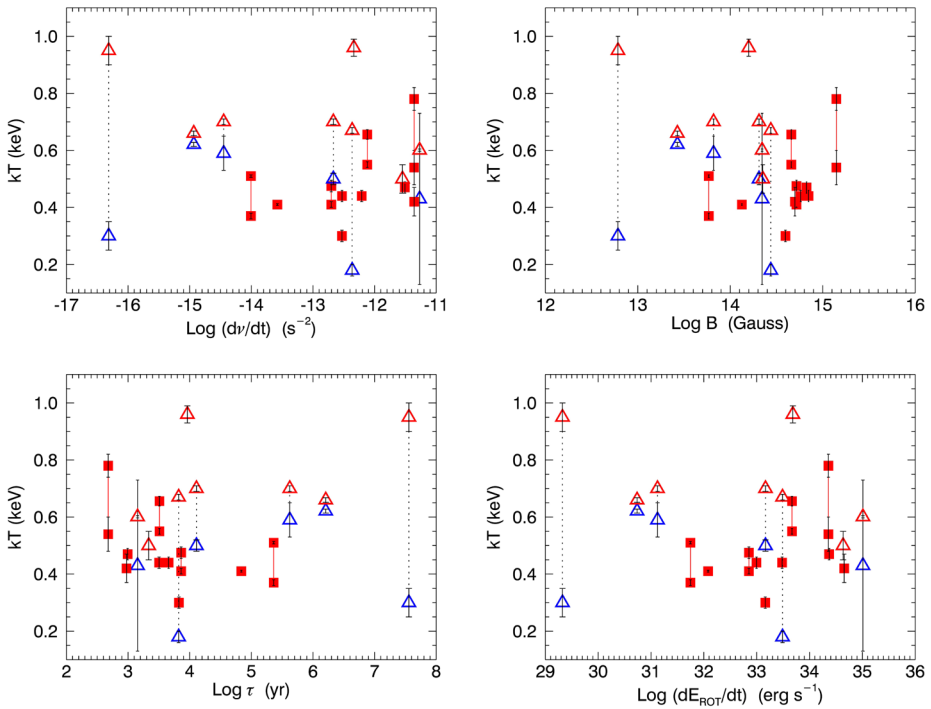 1.0
0.8
0.6
0.4
0.2
kT (keV)
-17 -16 -15 -14 -13 -12 -11
Log (dν/dt) (s⁻²)
1.0
0.8
0.6
0.4
0.2
kT (keV)
12 13 14 15 16
Log B (Gauss)
1.0
0.8
0.6
0.4
0.2
kT (keV)
2 3 4 5 6 7 8
Log τ (yr)
1.0
0.8
0.6
0.4
0.2
kT (keV)
29 30 31 32 33 34 35 36
Log (dE_ROT/dt) (erg s⁻¹)